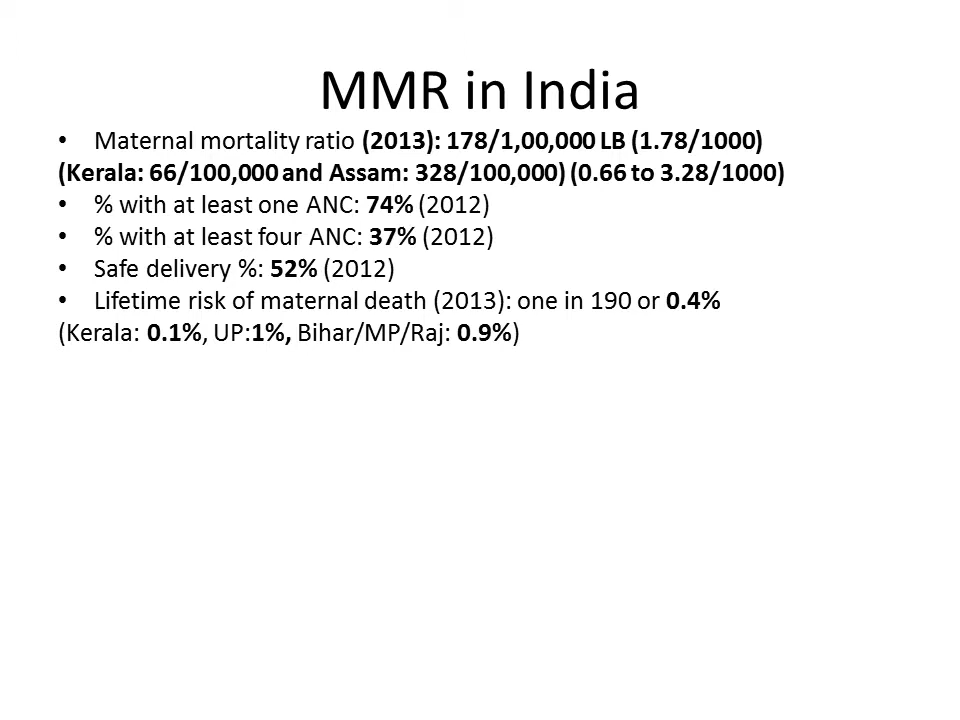 MMR in India
• Maternal mortality ratio (2013): 178/1,00,000 LB (1.78/1000)
(Kerala: 66/100,000 and Assam: 328/100,000) (0.66 to 3.28/1000)
• % with at least one ANC: 74% (2012)
• % with at least four ANC: 37% (2012)
• Safe delivery %: 52% (2012)
• Lifetime risk of maternal death (2013): one in 190 or 0.4%
(Kerala: 0.1%, UP:1%, Bihar/MP/Raj: 0.9%)